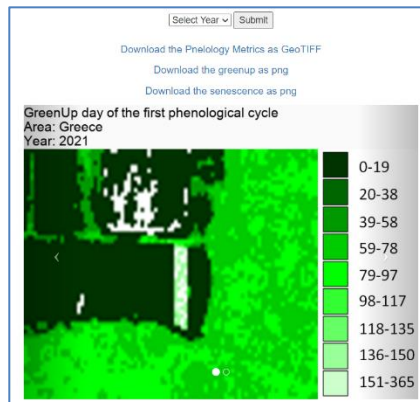 Select Year Submit
Download the Pnelology Metrics as GeoTIFF
Download the greenup as png
Download the senescence as png
GreenUp day of the first phenological cycle
Area: Greece
Year: 2021
0-19
20-38
39-58
59-78
79-97
98-117
118-135
136-150
151-365